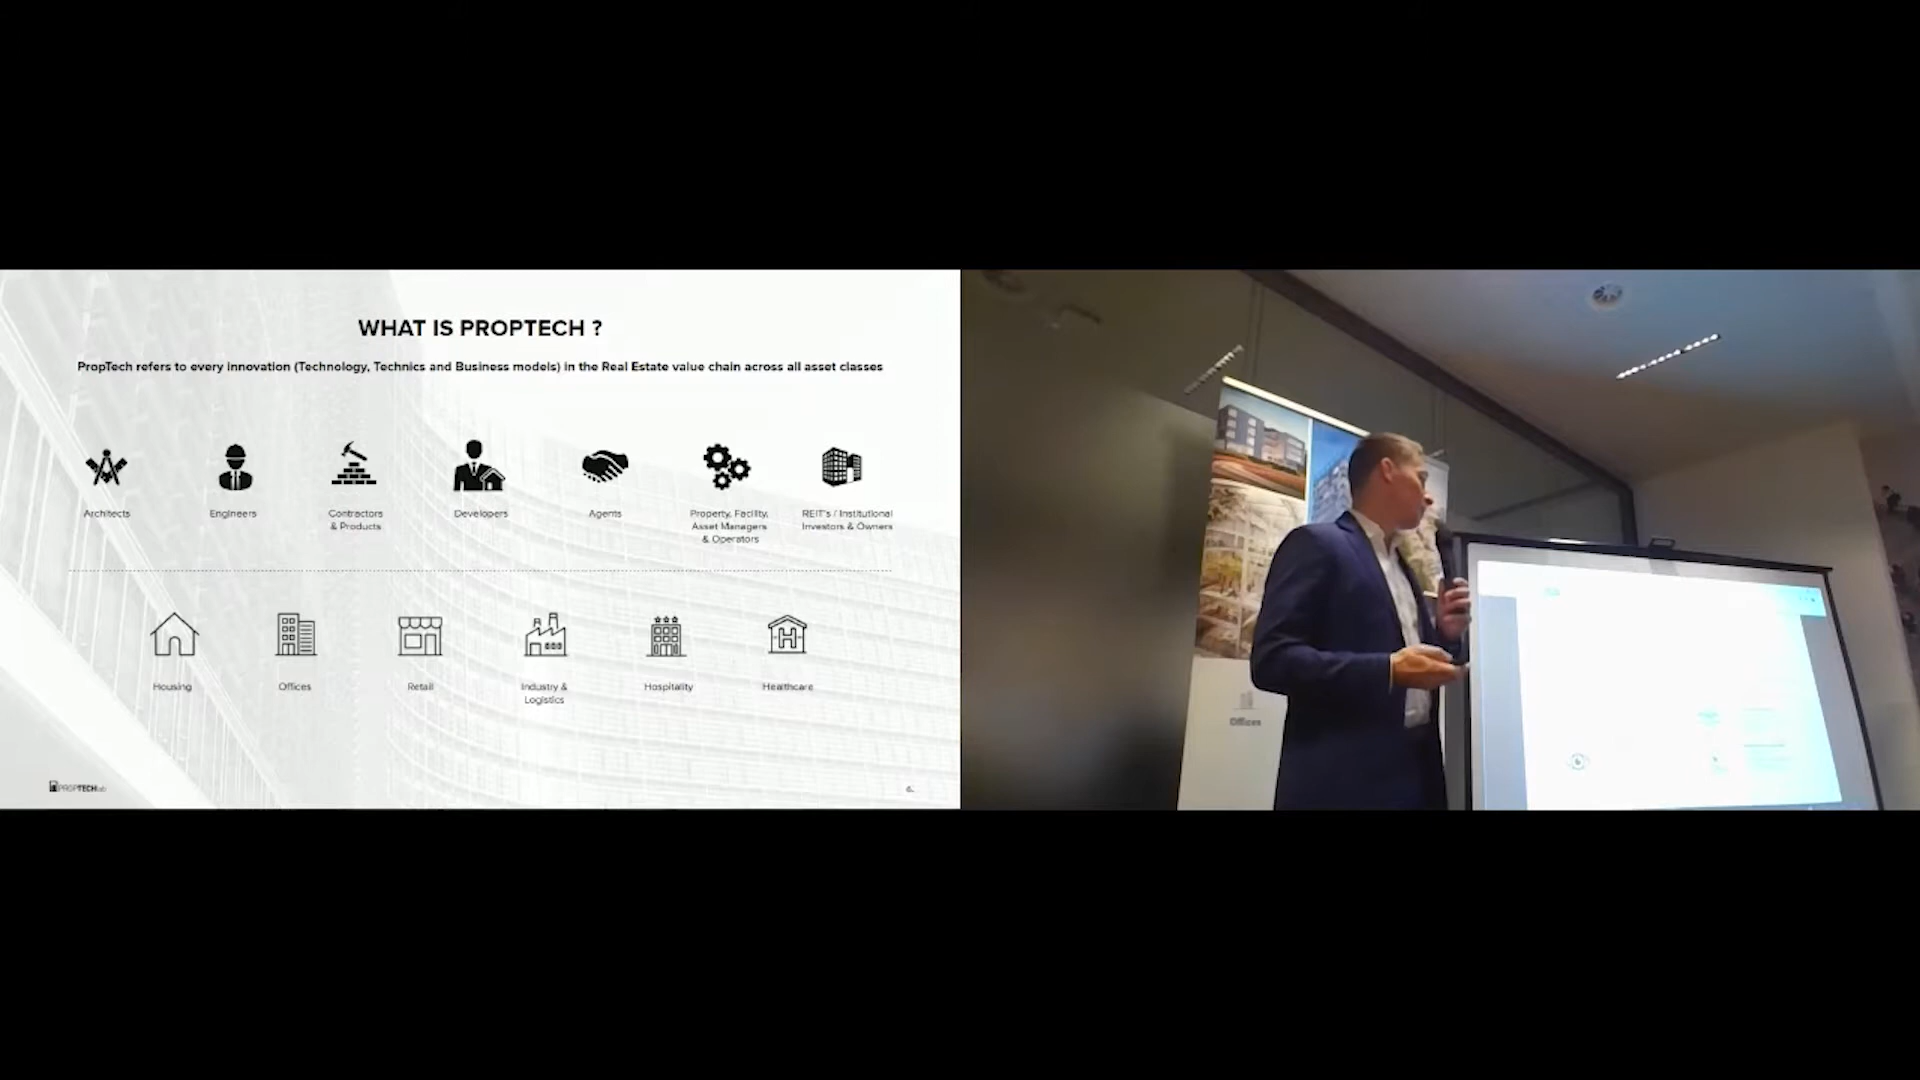 WHAT IS PROPTECH ?
PropTech refers to every innovation (Technology, Technics and Business models) in the Real Estate value chain across all asset classes
Architects
Engineers
Contractors
& Products
Developers
Agents
Property, Facility,
Asset Managers
& Operators
REIT's / Institutional
Investors & Owners
Housing
Offices
Retail
Industry &
Logistics
Hospitality
Healthcare
PROPTECHlab
6.
Offices